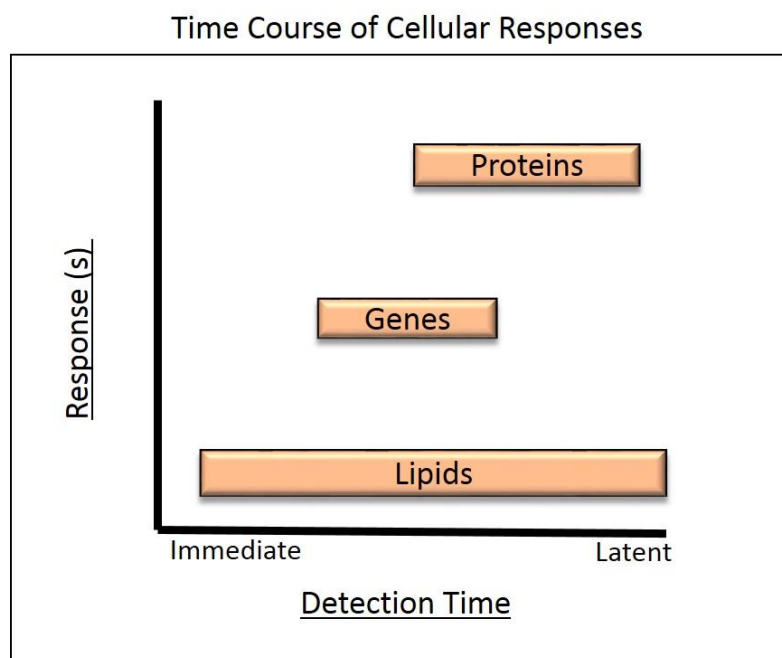 Time Course of Cellular Responses
Proteins
Response (s)
Genes
Lipids
Immediate
Latent
Detection Time